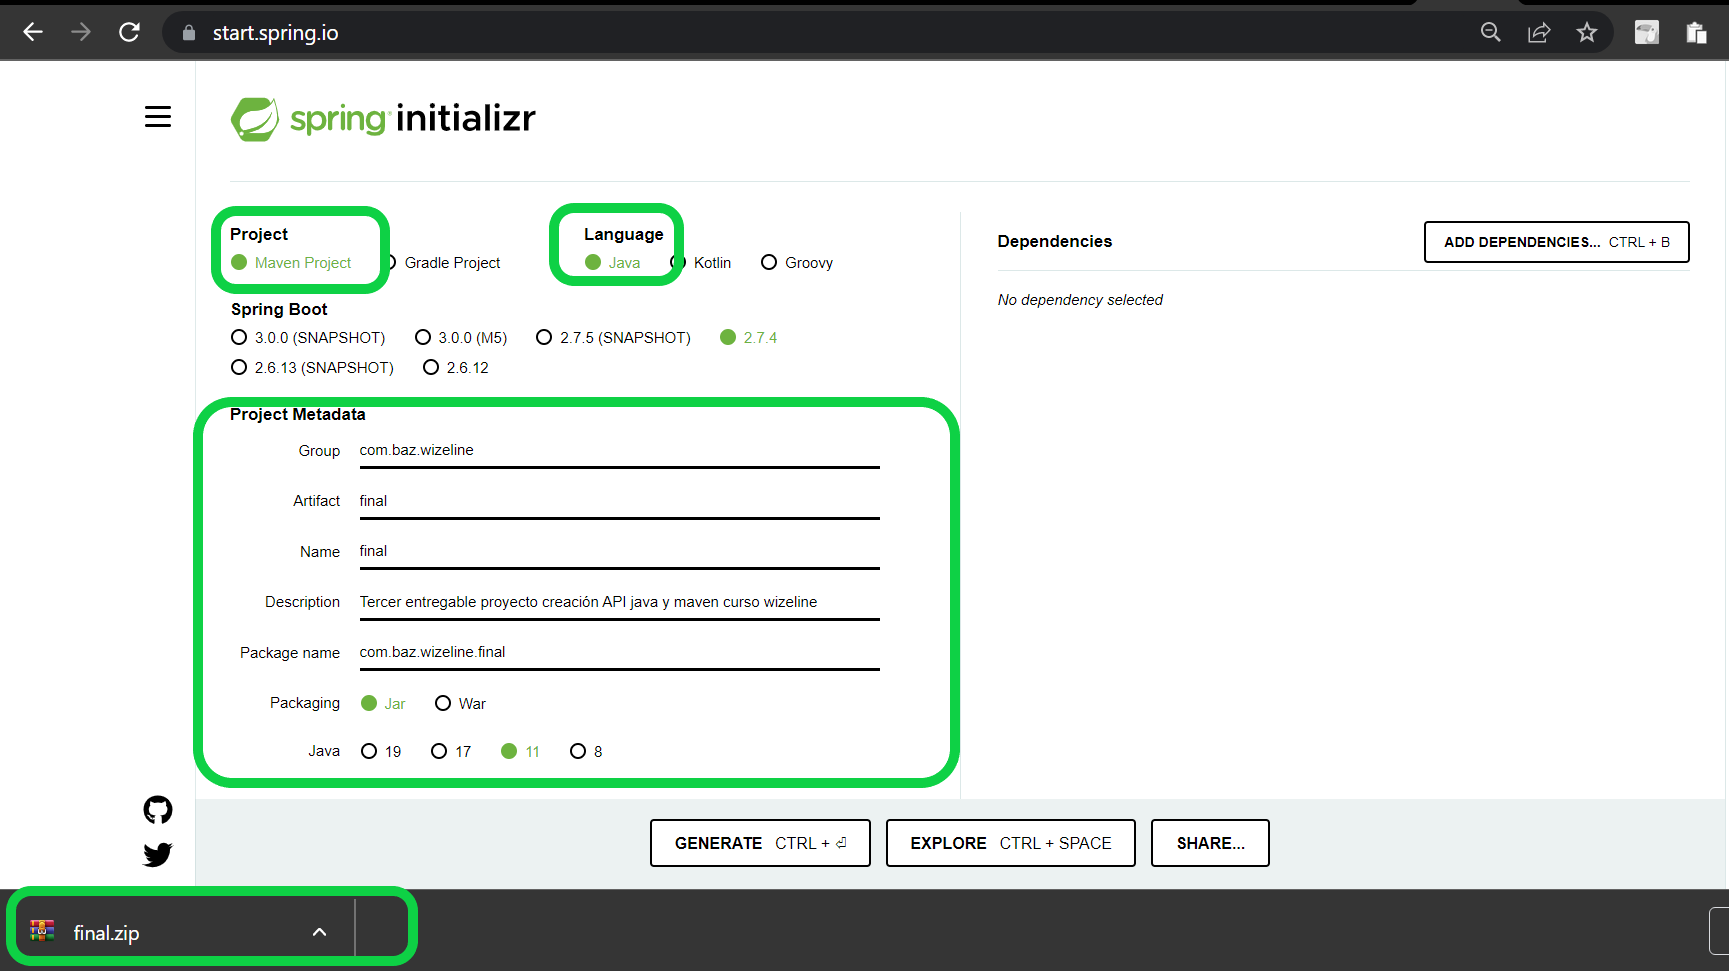 start.spring.io
spring initializr
Project
Maven Project Gradle Project
Language
Java Kotlin Groovy
Spring Boot
3.0.0 (SNAPSHOT) 3.0.0 (M5) 2.7.5 (SNAPSHOT) 2.7.4
2.6.13 (SNAPSHOT) 2.6.12
Project Metadata
Group com.baz.wizeline
Artifact final
Name final
Description Tercer entregable proyecto creación API java y maven curso wizeline
Package name com.baz.wizeline.final
Packaging Jar War
Java 19 17 11 8
Dependencies
ADD DEPENDENCIES... CTRL + B
No dependency selected
GENERATE CTRL + ⏎
EXPLORE CTRL + SPACE
SHARE...
final.zip